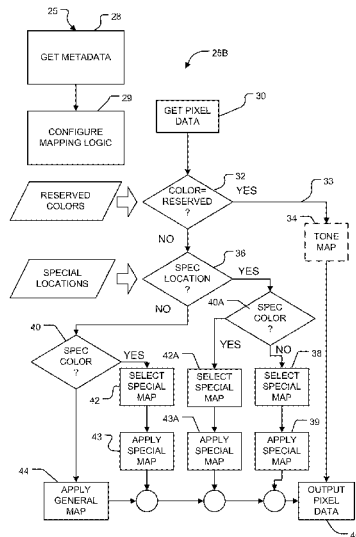 25
28
GET METADATA
25B
29
CONFIGURE
MAPPING LOGIC
30
GET PIXEL
DATA
32
RESERVED
COLORS
COLOR=
RESERVED
?
YES
33
34
TONE
MAP
NO
36
SPECIAL
LOCATIONS
SPEC
LOCATION
?
YES
40A
NO
SPEC
COLOR
?
40
SPEC
COLOR
?
YES
42A
YES
NO
38
42
SELECT
SPECIAL
MAP
SELECT
SPECIAL
MAP
SELECT
SPECIAL
MAP
43A
39
43
APPLY
SPECIAL
MAP
APPLY
SPECIAL
MAP
APPLY
SPECIAL
MAP
44
APPLY
GENERAL
MAP
OUTPUT
PIXEL
DATA